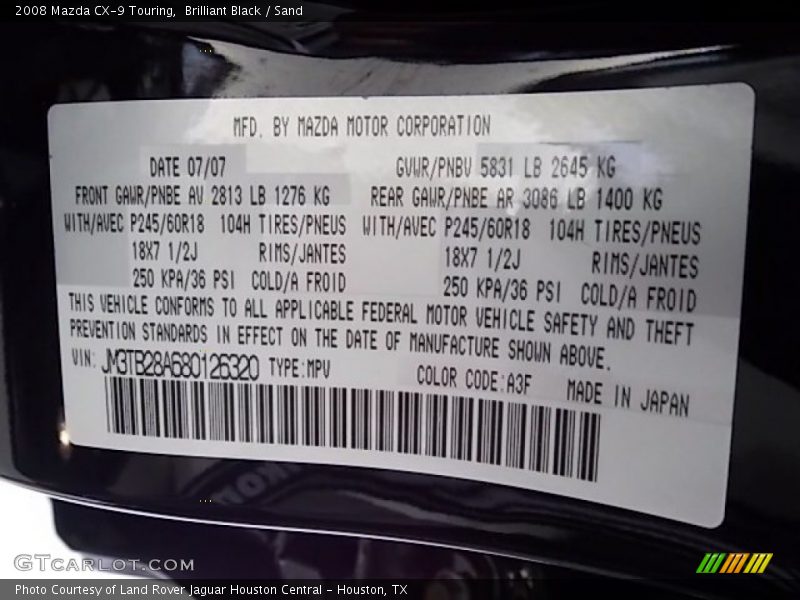 2008 Mazda CX-9 Touring,  Brilliant Black / Sand
MFD. BY MAZDA MOTOR CORPORATION
DATE 07/07 GVWR/PNBV 5831 LB 2645 KG
FRONT GAWR/PNBE AV 2813 LB 1276 KG REAR GAWR/PNBE AR 3086 LB 1400 KG
WITH/AVEC P245/60R18 104H TIRES/PNEUS WITH/AVEC P245/60R18 104H TIRES/PNEUS
18X7 1/2J RIMS/JANTES 18X7 1/2J RIMS/JANTES
250 KPA/36 PSI COLD/A FROID 250 KPA/36 PSI COLD/A FROID
THIS VEHICLE CONFORMS TO ALL APPLICABLE FEDERAL MOTOR VEHICLE SAFETY AND THEFT
PREVENTION STANDARDS IN EFFECT ON THE DATE OF MANUFACTURE SHOWN ABOVE.
VIN: JM3TB28A680126320 TYPE:MPV COLOR CODE:A3F MADE IN JAPAN
GTCARLOT.COM
Photo Courtesy of Land Rover Jaguar Houston Central - Houston, TX